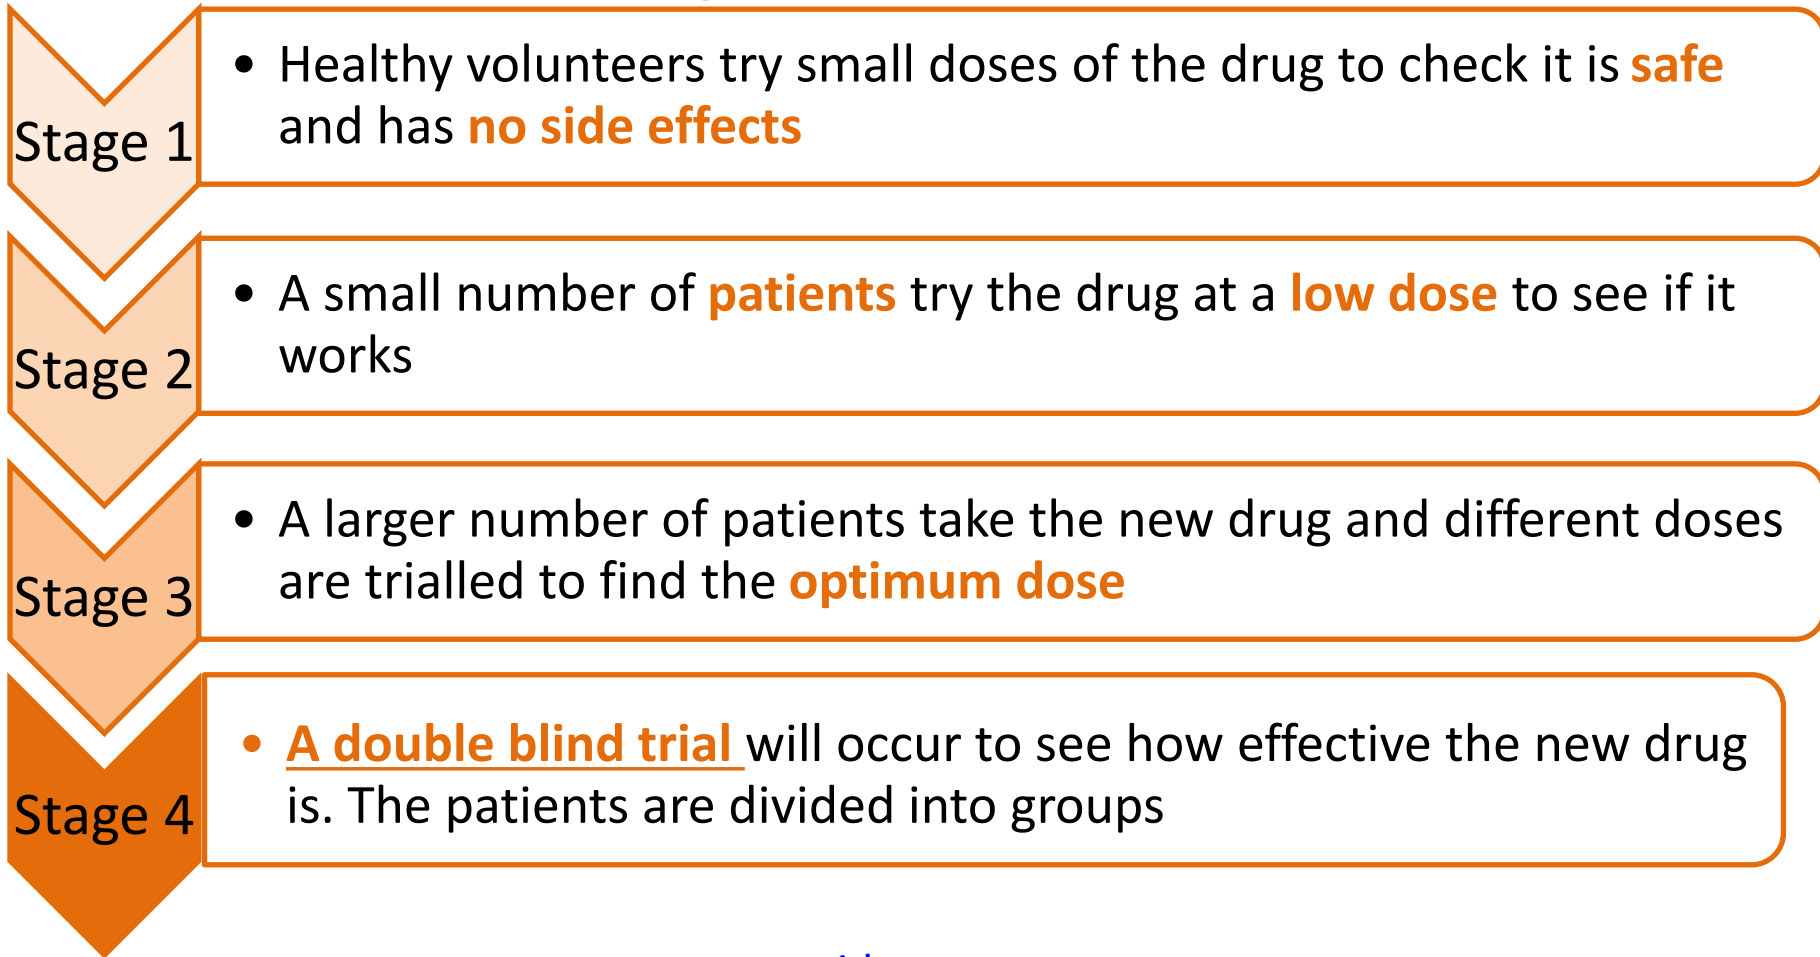 Stage 1
• Healthy volunteers try small doses of the drug to check it is safe
and has no side effects
Stage 2
• A small number of patients try the drug at a low dose to see if it
works
Stage 3
• A larger number of patients take the new drug and different doses
are trialled to find the optimum dose
Stage 4
• A double blind trial will occur to see how effective the new drug
is. The patients are divided into groups